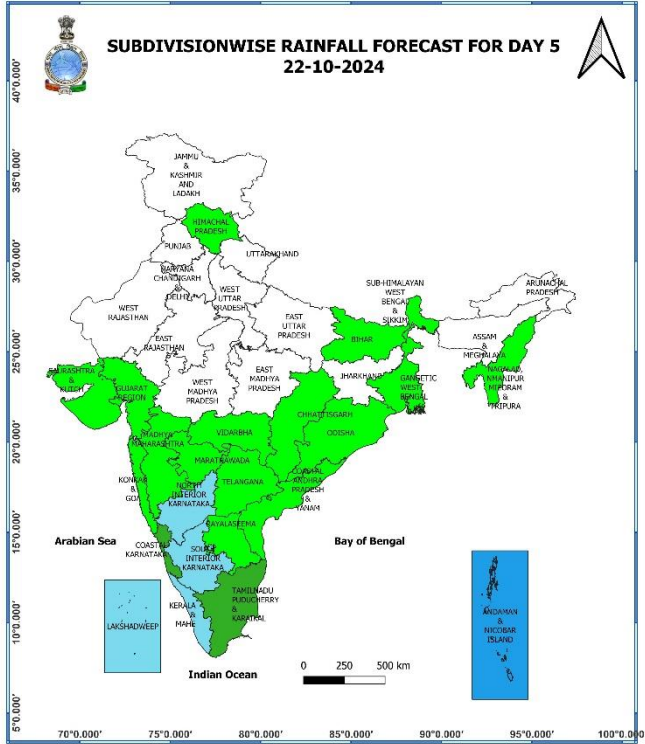 SUBDIVISIONWISE RAINFALL FORECAST FOR DAY 5
22-10-2024
40°0.000'
35°0.000'
30°0.000'
25°0.000'
20°0.000'
15°0.000'
10°0.000'
5°0.000'
JAMMU
&
KASHMIR
AND
LADAKH
HIMACHAL
PRADESH
PUNJAB
UTTARAKHAND
HARYANA
CHANDIGARH
&
DELHI
WEST
UTTAR
PRADESH
WEST
RAJASTHAN
EAST
RAJASTHAN
EAST
UTTAR
PRADESH
SUB-HIMALAYAN
WEST
BENGAL
&
SIKKIM
ARUNACHAL
PRADESH
ASSAM
&
MEGHALAYA
NAGALAD,
NMANIPUR
MIZORAM
&
TRIPURA
BIHAR
JHARKHAND
GANGETIC
WEST
BENGAL
SAURASHTRA
&
KUTCH
GUJARAT
REGION
WEST
MADHYA
PRADESH
EAST
MADHYA
PRADESH
CHHATTISGARH
ODISHA
VIDARBHA
MADHYA
MAHARASHTRA
MARATHWADA
KONKAN
&
GOA
TELANGANA
COASTAL
ANDHRA
PRADESH
&
YANAM
NORTH
INTERIOR
KARNATAKA
RAYALASEEMA
COASTAL
KARNATAKA
SOUTH
INTERIOR
KARNATAKA
KERALA
&
MAHE
TAMILNADU
PUDUCHERRY
&
KARAIKAL
LAKSHADWEEP
ANDAMAN
&
NICOBAR
ISLAND
Arabian Sea
Bay of Bengal
Indian Ocean
0 250 500 km
70°0.000' 75°0.000' 80°0.000' 85°0.000' 90°0.000' 95°0.000' 100°0.000'